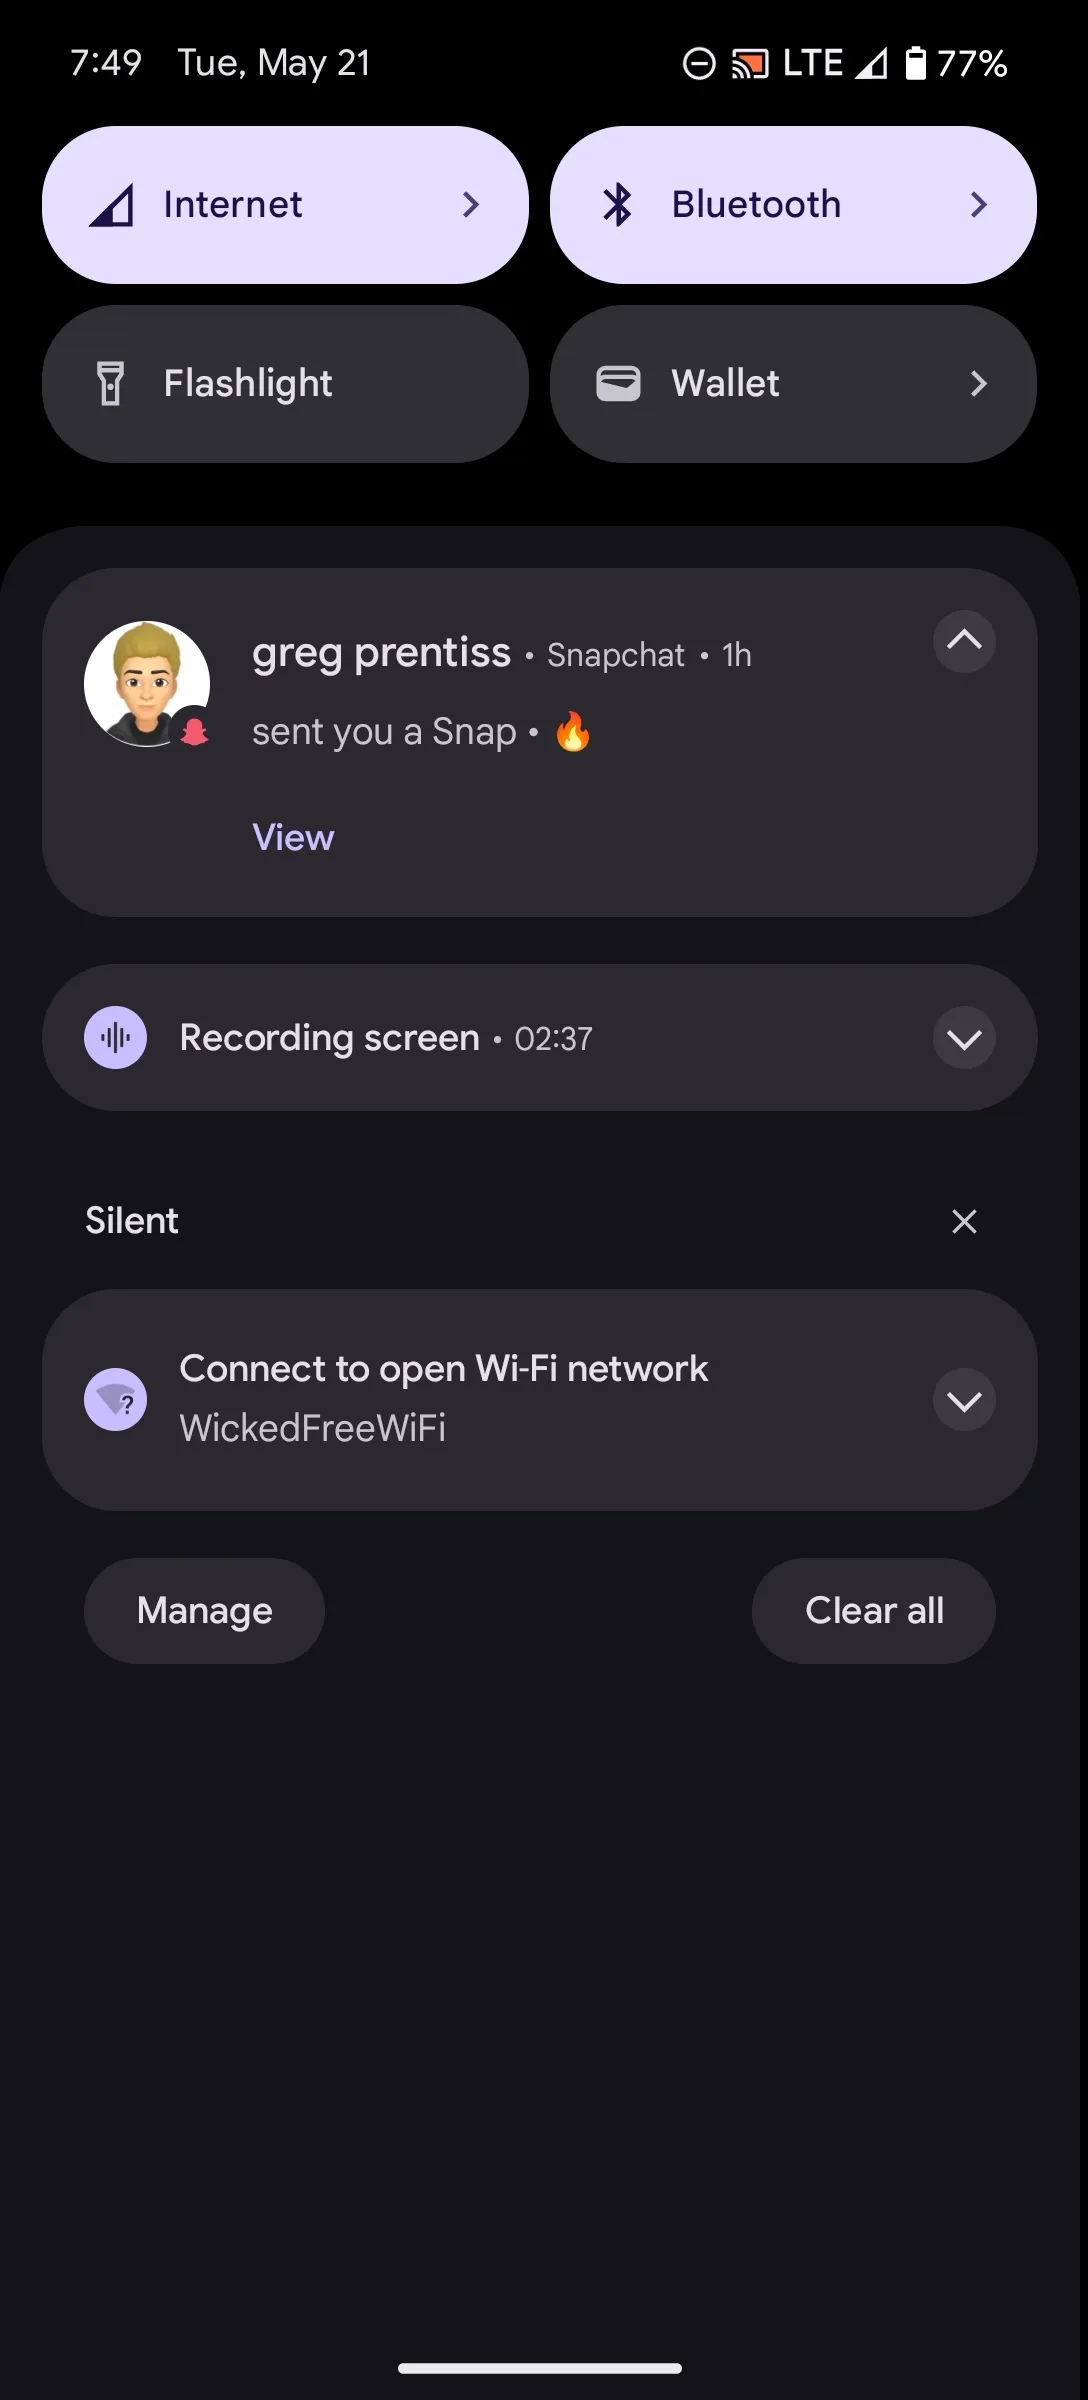 7:49 Tue, May 21 LTE 77%
Internet Bluetooth
Flashlight Wallet
greg prentiss • Snapchat • 1h
sent you a Snap • 🔥
View
Recording screen • 02:37
Silent
Connect to open Wi-Fi network
WickedFreeWiFi
Manage Clear all